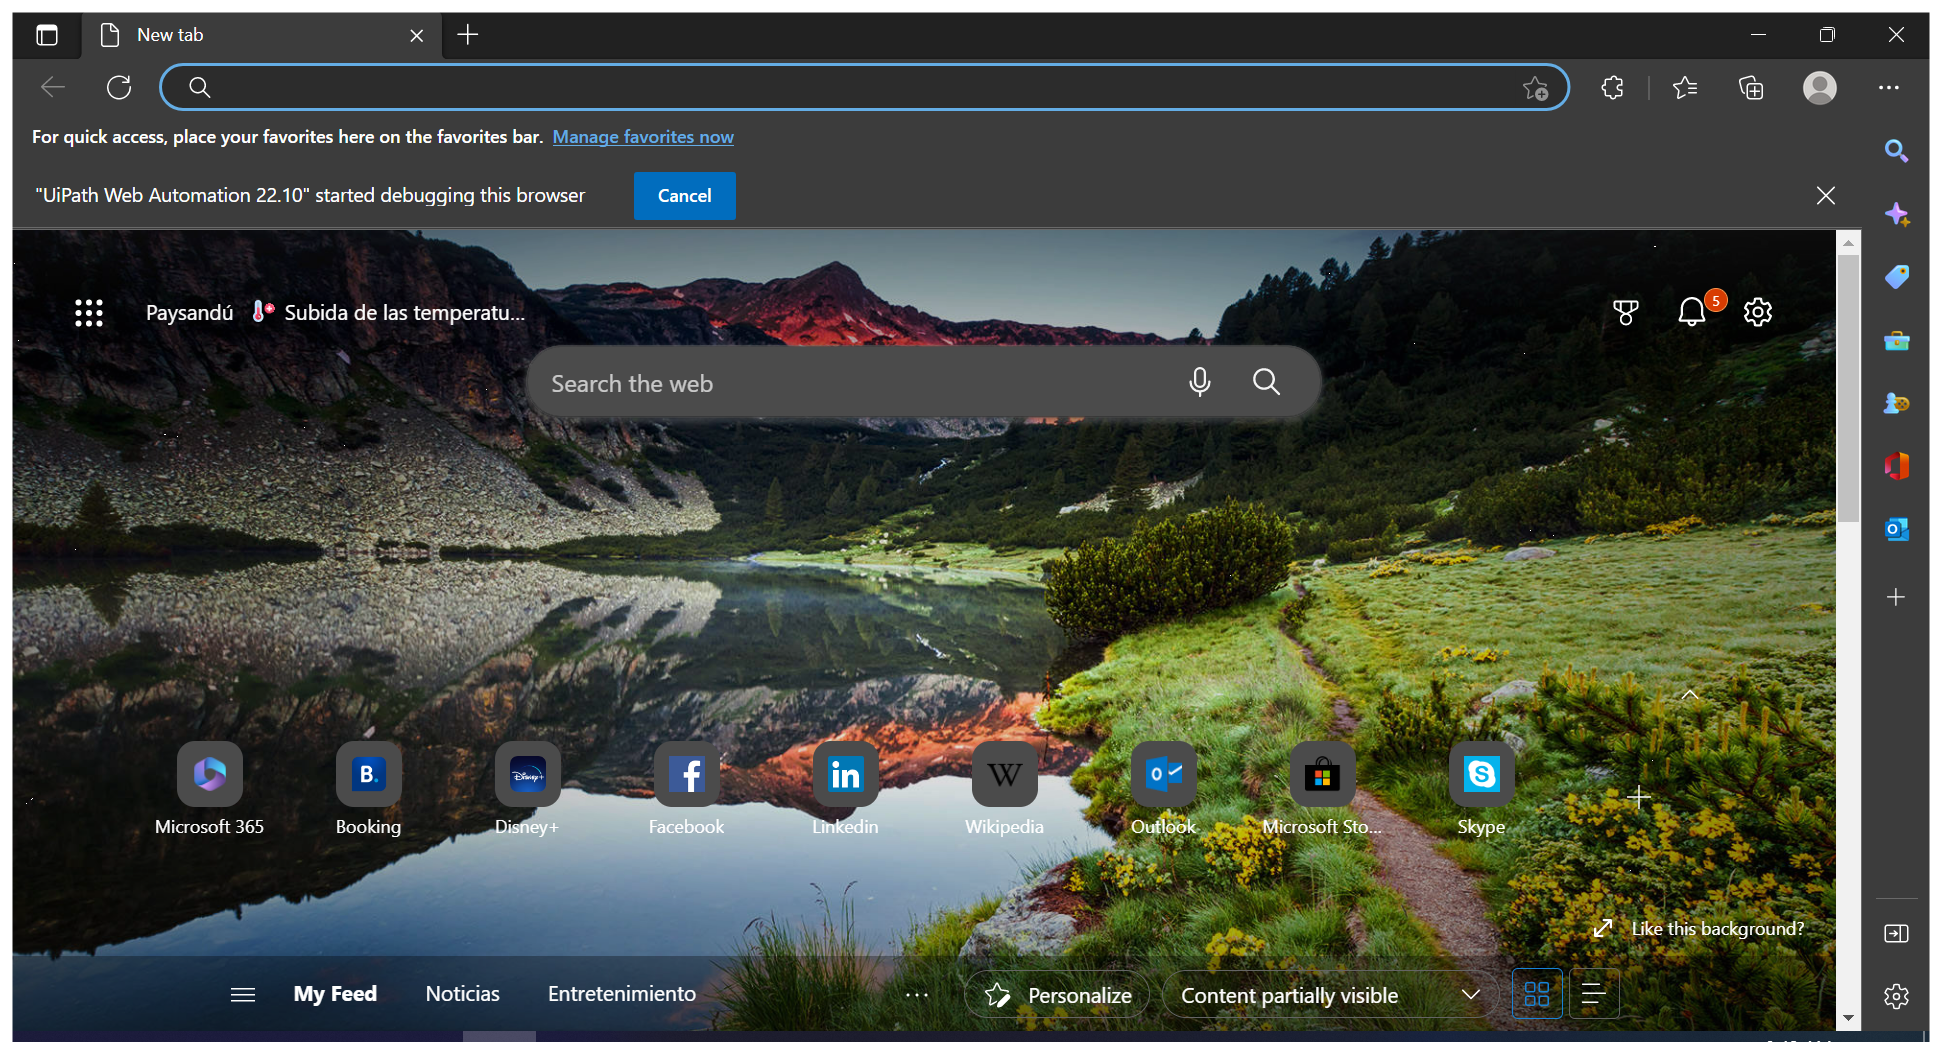 New tab
For quick access, place your favorites here on the favorites bar. Manage favorites now
"UiPath Web Automation 22.10" started debugging this browser Cancel
Paysandú Subida de las temperatu...
5
Search the web
B.
Disney+
f
in
W
o
S
Microsoft 365 Booking Disney+ Facebook Linkedin Wikipedia Outlook Microsoft Sto... Skype
Like this background?
My Feed Noticias Entretenimiento ... Personalize Content partially visible